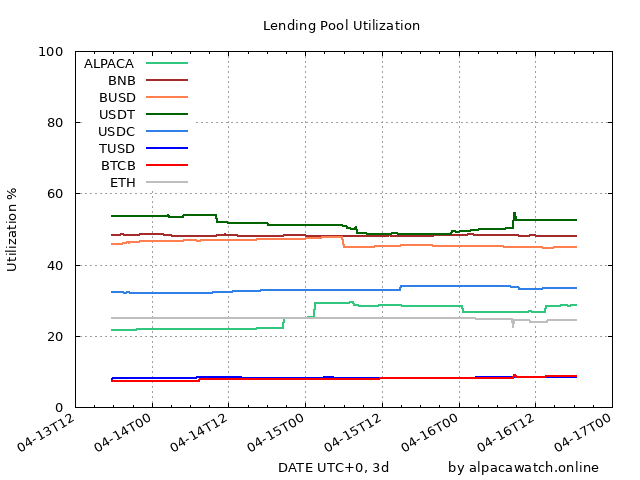 Lending Pool Utilization
Utilization %
100
80
60
40
20
0
ALPACA
BNB
BUSD
USDT
USDC
TUSD
BTCB
ETH
04-13T12
04-14T00
04-14T12
04-15T00
04-15T12
04-16T00
04-16T12
04-17T00
DATE UTC+0, 3d
by alpacawatch.online